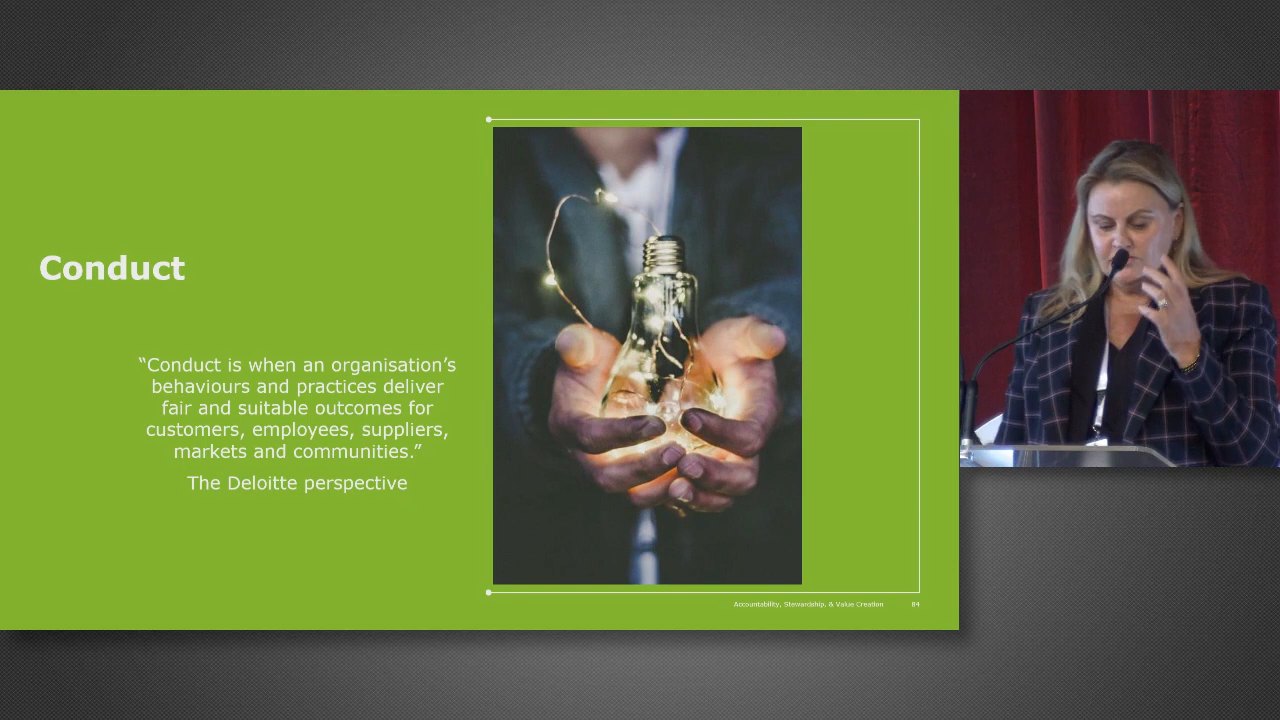 Conduct
“Conduct is when an organisation’s
behaviours and practices deliver
fair and suitable outcomes for
customers, employees, suppliers,
markets and communities.”
The Deloitte perspective
Accountability, Stewardship, & Value Creation 84